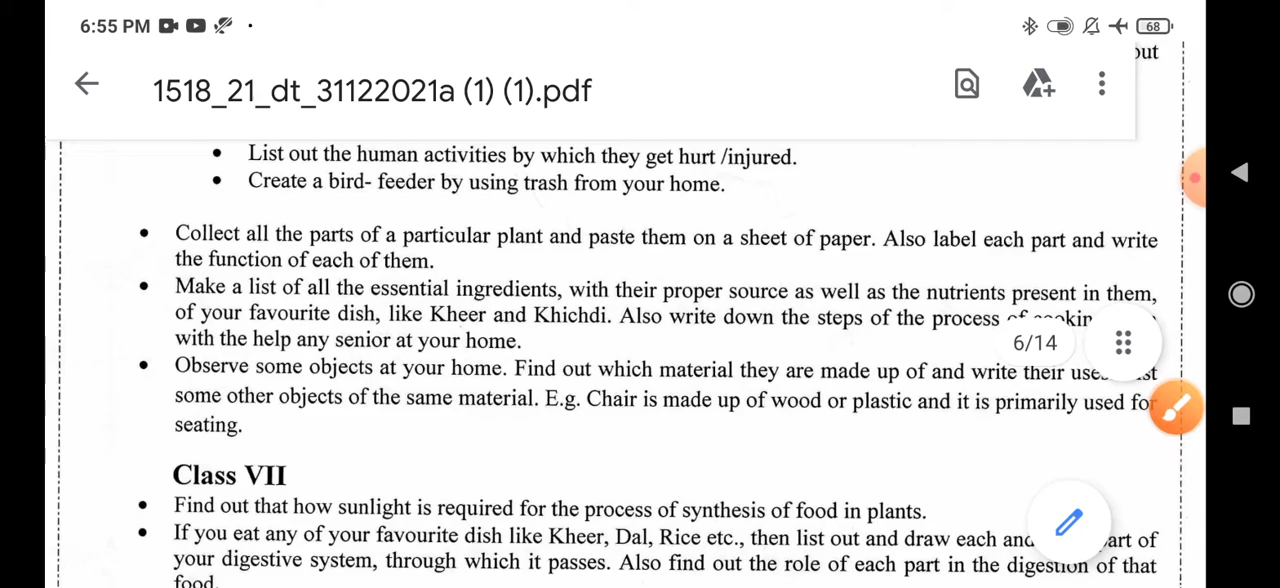 6:55 PM
68
out
1518_21_dt_31122021a (1) (1).pdf
• List out the human activities by which they get hurt /injured.
• Create a bird- feeder by using trash from your home.
• Collect all the parts of a particular plant and paste them on a sheet of paper. Also label each part and write
the function of each of them.
• Make a list of all the essential ingredients, with their proper source as well as the nutrients present in them,
of your favourite dish, like Kheer and Khichdi. Also write down the steps of the process
with the help any senior at your home.
6/14
• Observe some objects at your home. Find out which material they are made up of and write their
some other objects of the same material. E.g. Chair is made up of wood or plastic and it is primarily used for
seating.
Class VII
• Find out that how sunlight is required for the process of synthesis of food in plants.
• If you eat any of your favourite dish like Kheer, Dal, Rice etc., then list out and draw each and art of
your digestive system, through which it passes. Also find out the role of each part in the digestion of that
food.